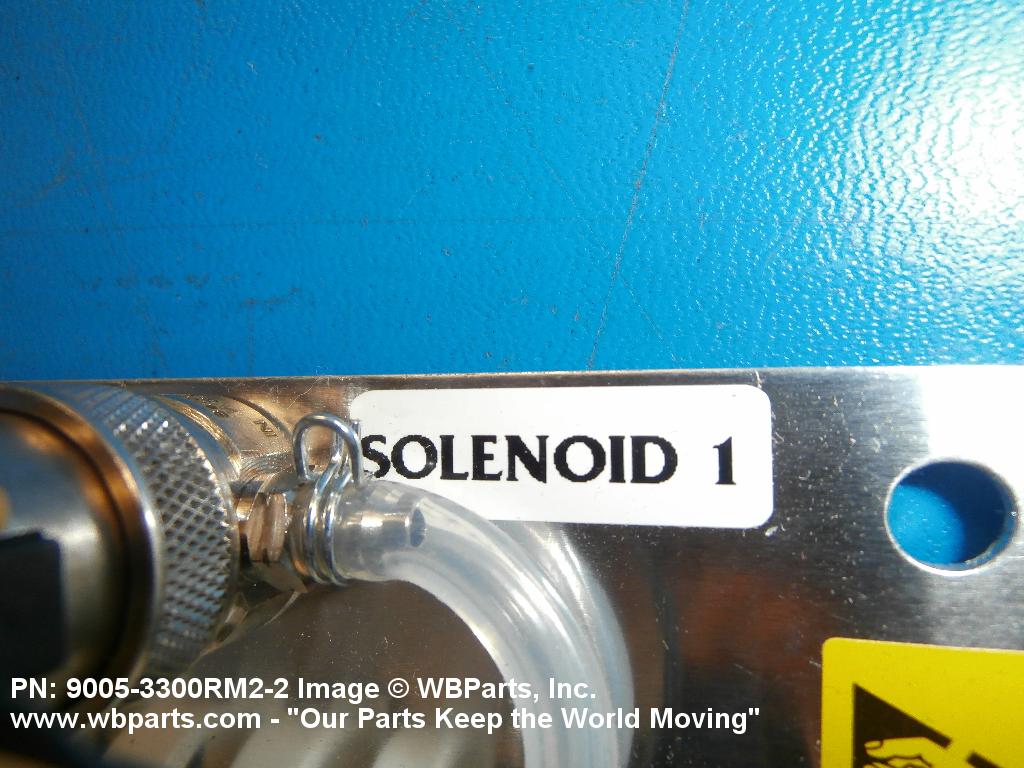 SOLENOID 1
PN: 9005-3300RM2-2 Image © WBParts, Inc.
www.wbparts.com - "Our Parts Keep the World Moving"